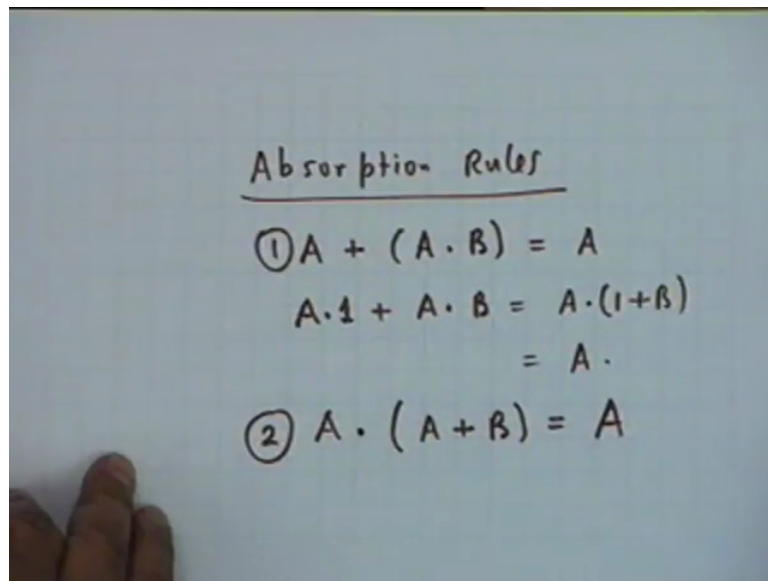 Absorption Rules
① A + (A · B) = A
A · 1 + A · B = A · (1 + B)
= A ·
② A · (A + B) = A